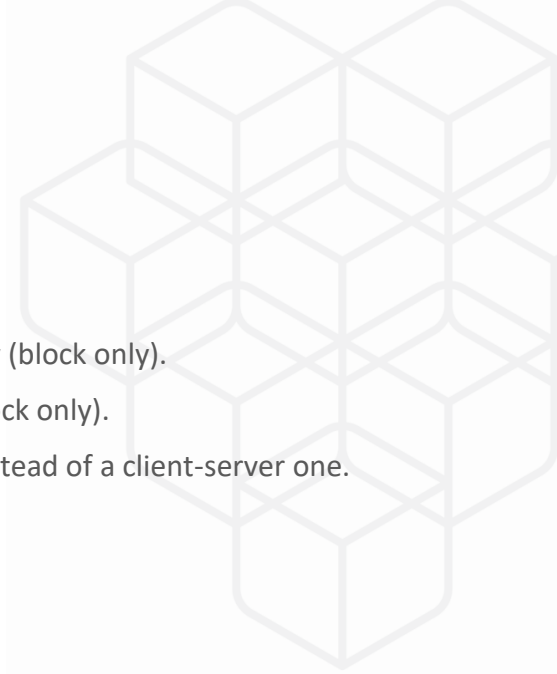 (block only).
ck only).
tead of a client-server one.